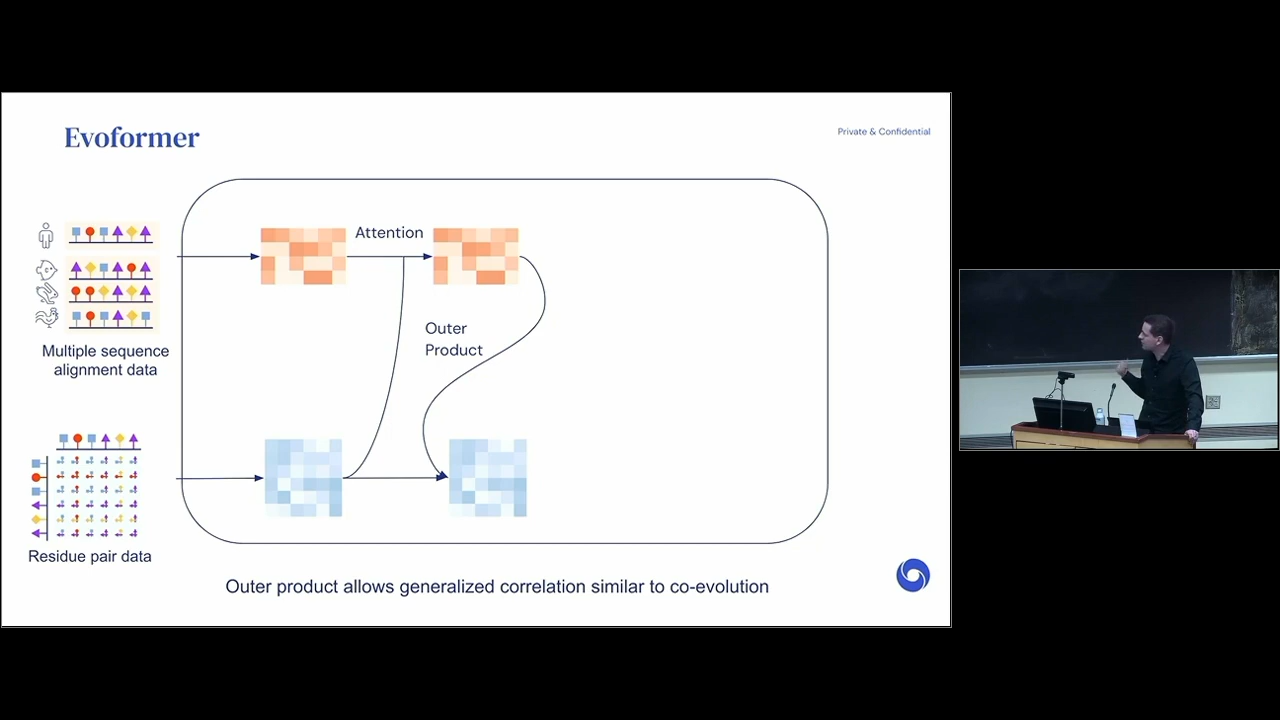 Evoformer
Private & Confidential
Attention
Outer
Product
Multiple sequence
alignment data
Residue pair data
Outer product allows generalized correlation similar to co-evolution